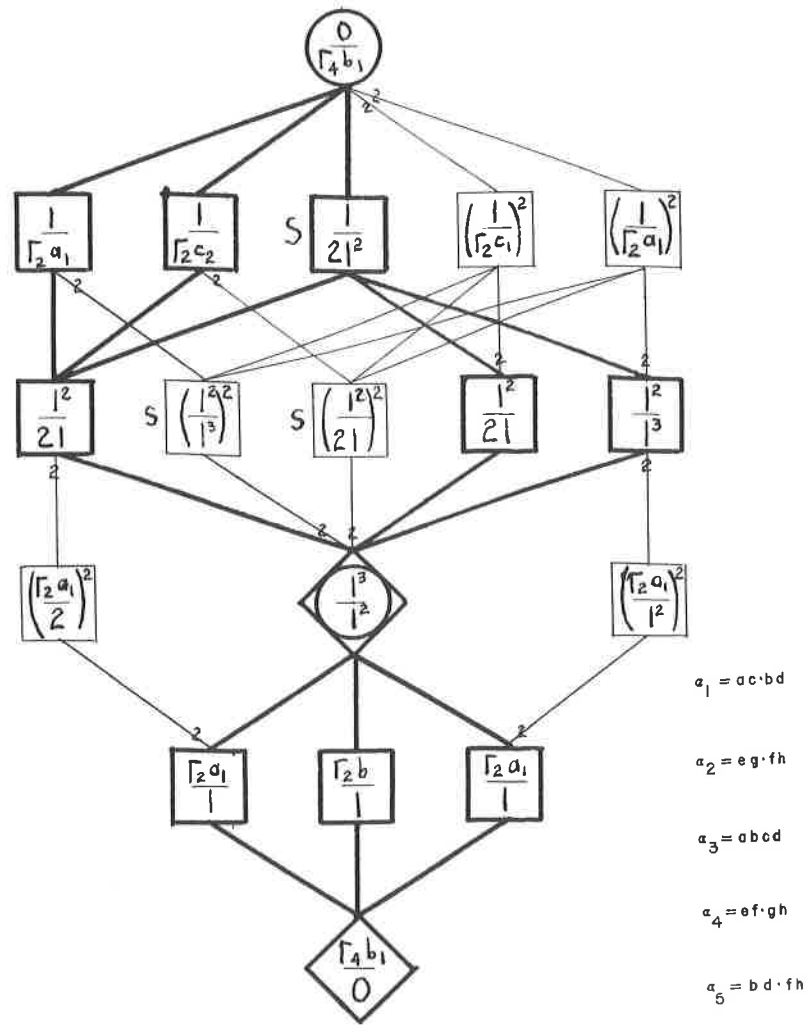 0/Γ₄b₁
2 2
1/Γ₂a₁ 1/Γ₂c₂ S 1/21² (1/Γ₂c₁)² (1/Γ₂a₁)²
2 2 2 2
1²/21 S (1²/1³)² S (1²/21)² 1²/21 1²/1³
2 2 2 2
(Γ₂a₁/2)² 1³/1² (Γ₂a₁/1²)²
α₁ = ac·bd
2 2
Γ₂a₁/1 Γ₂b/1 Γ₂a₁/1
α₂ = eg·fh
α₃ = abcd
α₄ = ef·gh
Γ₄b₁/0
α₅ = bd·fh